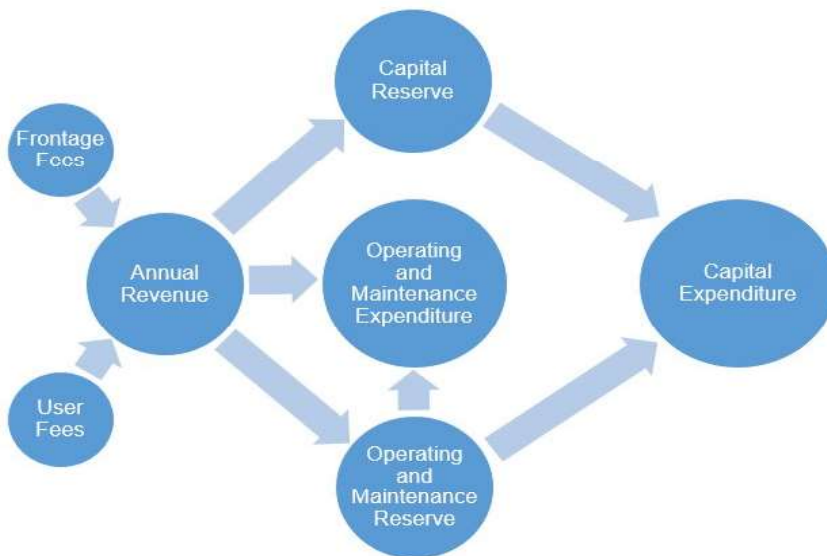 Capital
Reserve
Frontage
Fees
Annual
Revenue
Operating
and
Maintenance
Expenditure
Capital
Expenditure
User
Fees
Operating
and
Maintenance
Reserve